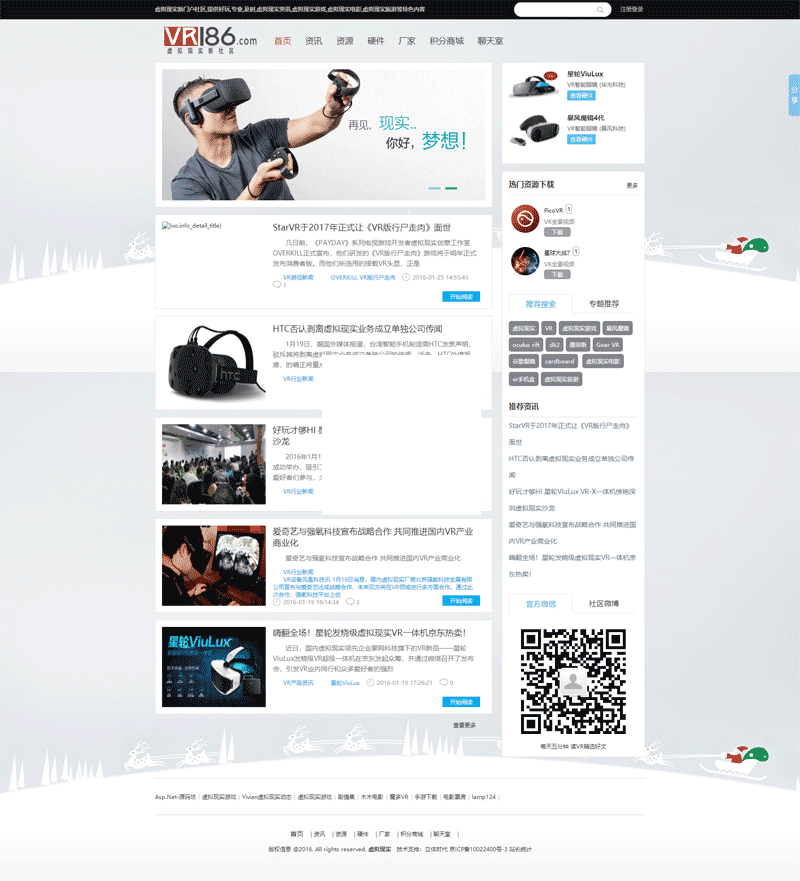 虚拟现实新门户社区,提供好玩,专业,及时,虚拟现实资讯,虚拟现实游戏,虚拟现实电影,虚拟现实旅游等特色内容
注册登录
VR186.com
虚拟现实新社区
首页 资讯 资源 硬件 厂家 积分商城 聊天室
再见, 现实..
你好, 梦想!
分享
星轮ViuLux
VR智能眼镜 (华为科技)
查看硬件
暴风魔镜4代
VR智能眼镜 (暴风科技)
查看硬件
{vo.info_detail_title}
StarVR于2017年正式让《VR版行尸走肉》面世
几日前，《PAYDAY》系列电视游戏开发者虚拟现实创意工作室
OVERKILL正式宣布，他们研发的《VR版行尸走肉》游戏将于明年正式
发布消费者版。而他们所选用的搭载VR头显，正是
VR游戏新闻 OVERKILL VR版行尸走肉 2016-01-25 14:55:43
1
开始阅读
热门资源下载 更多
PicoVR 1
VR全景视频
下载
星球大战7 1
VR全景视频
下载
推荐搜索 专题推荐
虚拟现实 VR 虚拟现实游戏 暴风魔镜
oculus rift dk2 墨菲斯 Gear VR
谷歌眼镜 cardboard 虚拟现实电影
vr手机盒 虚拟现实旅游
HTC否认剥离虚拟现实业务成立单独公司传闻
1月19日，据国外媒体报道，台湾智能手机制造商HTC发表声明，
驳斥其将剥离虚拟现实业务成立单独公司的传闻。近来，HTC处境艰
难，的确正将重点
VR行业新闻
好玩才够HI 星
沙龙
2016年1月1
成功举办，吸引了
爱好者们参与，大
VR行业新闻
推荐资讯
StarVR于2017年正式让《VR版行尸走肉》
面世
HTC否认剥离虚拟现实业务成立单独公司传
闻
好玩才够HI 星轮ViuLux VR-X一体机惊艳深
圳虚拟现实沙龙
爱奇艺与强氧科技宣布战略合作 共同推进国
内VR产业商业化
嗨翻全场！星轮发烧级虚拟现实VR一体机京
东热卖！
爱奇艺与强氧科技宣布战略合作 共同推进国内VR产业
商业化
爱奇艺与强氧科技宣布战略合作 共同推进国内VR产业商业化
VR行业新闻
VR设备凤凰科技讯 1月19日消息，国内虚拟现实厂商北京强氧科技发展有限
公司宣布与爱奇艺达成战略合作，未来双方将在VR领域进行多方面合作。通过此
次合作，强氧科技平台上优
2016-01-19 19:14:34 3
开始阅读
嗨翻全场！星轮发烧级虚拟现实VR一体机京东热卖！
近日，国内虚拟现实领先企业掌网科技旗下的VR新品——星轮
ViuLux发烧级VR超级一体机在京东发起众筹，并通过微信召开了发布
会，引发VR业内同行和众多爱好者的强烈
VR产品资讯 星轮ViuLux 2016-01-19 17:26:21 0
开始阅读
星轮ViuLux
查看更多
官方微信 社区微博
每天五分钟 读VR精选好文
Asp.Net-源码坊 | 虚拟现实游戏 | Yivian虚拟现实动态 | 虚拟现实游戏 | 剧情集 | 木木电影 | 魔多VR | 手游下载 | 电影票房 | lamp124 |
首页 | 资讯 | 资源 | 硬件 | 厂家 | 积分商城 | 聊天室 |
版权信息 @2016. All rights reserved. 虚拟现实 技术支持：立体时代 京ICP备10022400号-3 站长统计